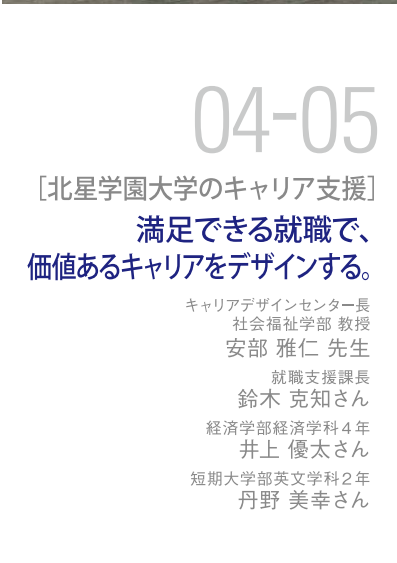 04-05
［北星学園大学のキャリア支援］
満足できる就職で、
価値あるキャリアをデザインする。
キャリアデザインセンター長
社会福祉学部 教授
安部 雅仁 先生
就職支援課長
鈴木 克知さん
経済学部経済学科４年
井上 優太さん
短期大学部英文学科２年
丹野 美幸さん